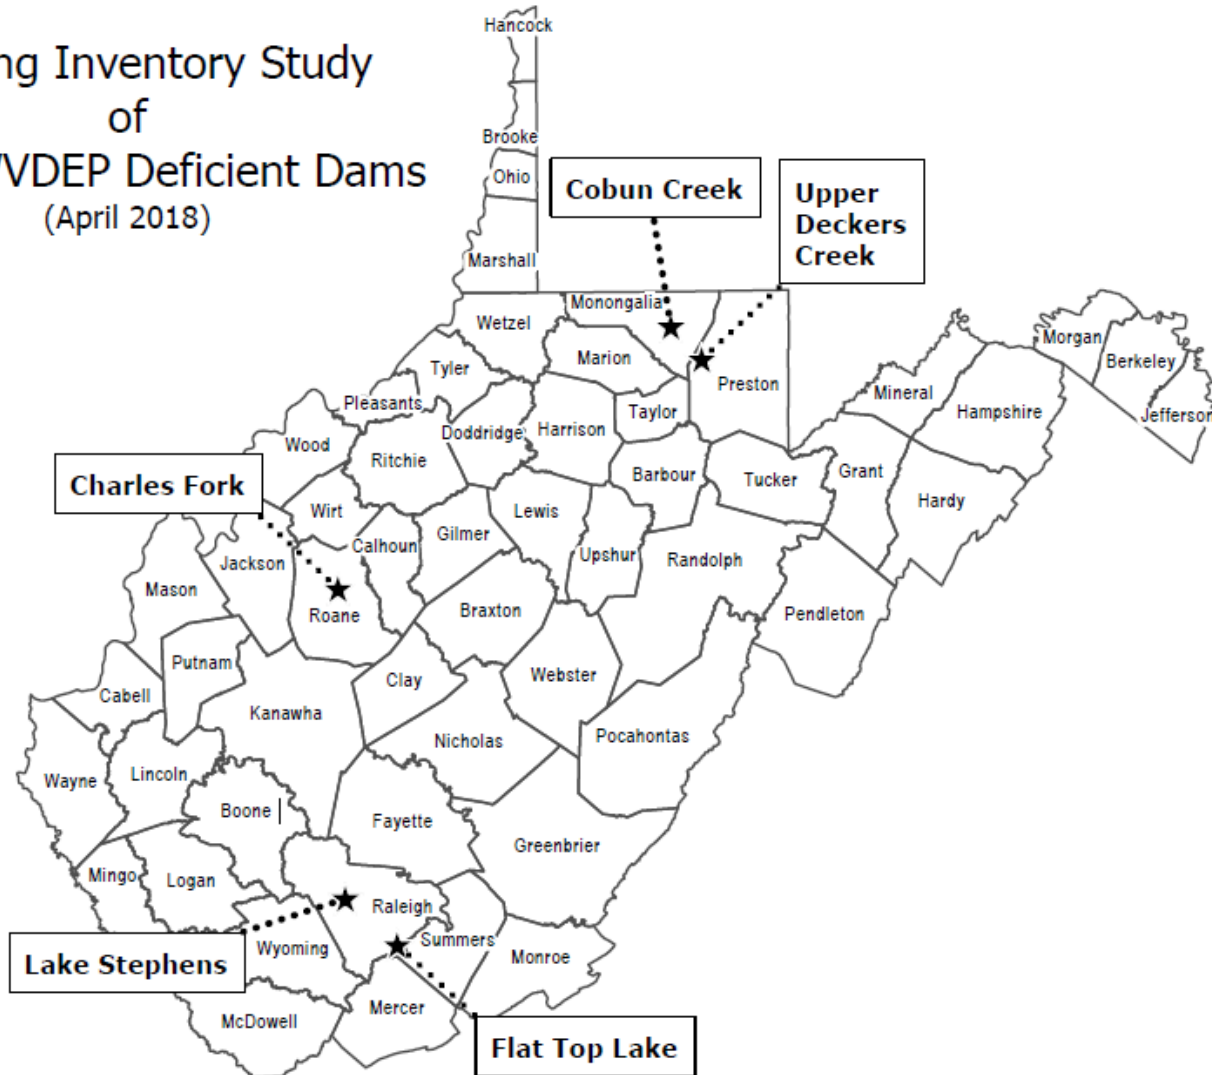 ng Inventory Study
of
VDEP Deficient Dams
(April 2018)
Hancock
Brooke
Ohio
Marshall
Cobun Creek
Upper
Deckers
Creek
Monongalia
Wetzel
Marion
Tyler
Preston
Pleasants
Taylor
Doddridge
Harrison
Wood
Ritchie
Barbour
Tucker
Grant
Mineral
Hampshire
Morgan
Berkeley
Jefferson
Hardy
Charles Fork
Wirt
Lewis
Gilmer
Calhoun
Upshur
Randolph
Jackson
Mason
Roane
Braxton
Pendleton
Putnam
Clay
Webster
Cabell
Kanawha
Nicholas
Pocahontas
Wayne
Lincoln
Boone
Fayette
Greenbrier
Mingo
Logan
Raleigh
Summers
Wyoming
Monroe
Lake Stephens
Mercer
McDowell
Flat Top Lake